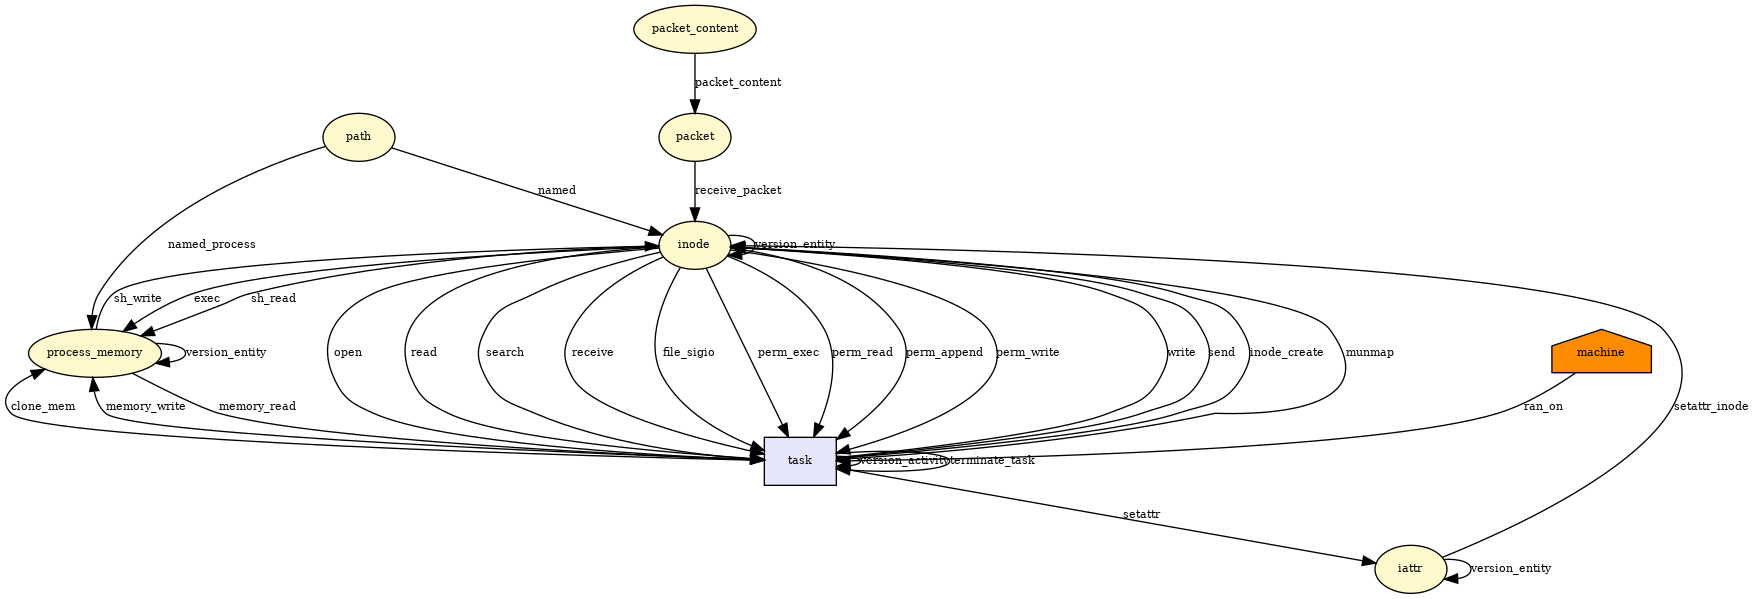 packet_content
packet_content
path
packet
named
receive_packet
named_process
inode
version_entity
sh_write
exec
sh_read
process_memory
version_entity
open
read
search
receive
file_sigio
perm_exec
perm_read
perm_append
perm_write
write
send
inode_create
munmap
machine
clone_mem
memory_write
memory_read
ran_on
setattr_inode
task
version_activity
terminate_task
setattr
iattr
version_entity